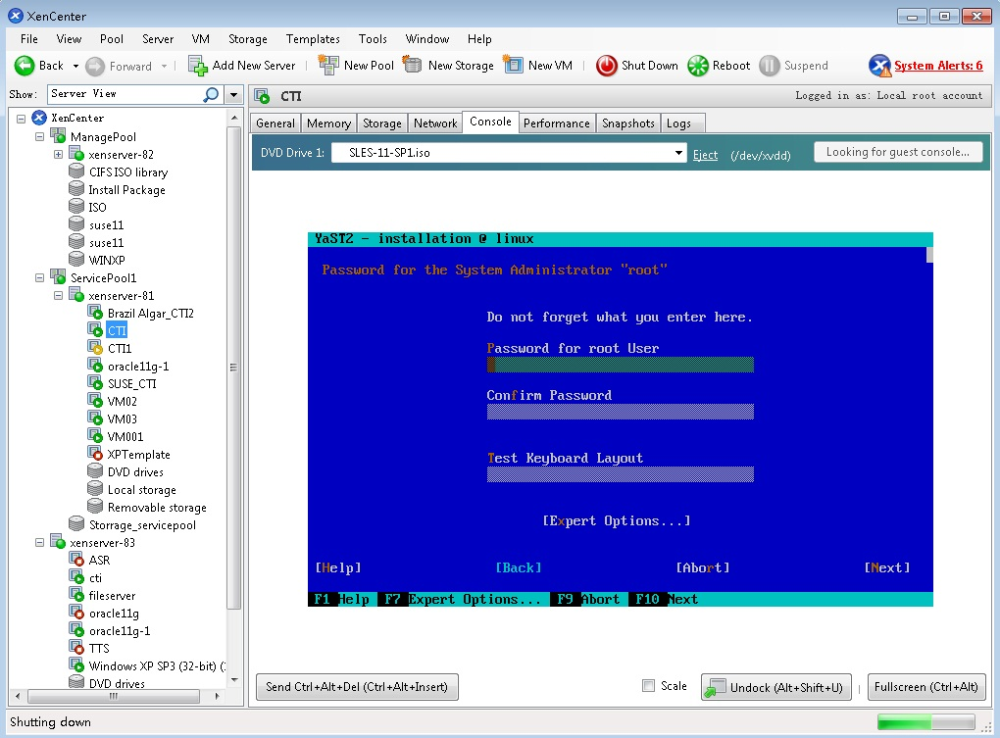 XenCenter
File View Pool Server VM Storage Templates Tools Window Help
Back Forward Add New Server New Pool New Storage New VM Shut Down Reboot Suspend System Alerts: 6
Show: Server View
CTI
Logged in as: Local root account
General Memory Storage Network Console Performance Snapshots Logs
DVD Drive 1: SLES-11-SP1.iso Eject (/dev/xvdd) Looking for guest console...
XenCenter
ManagePool
xenserver-82
CIFS ISO library
Install Package
ISO
suse11
suse11
WINXP
ServicePool1
xenserver-81
Brazil Algar_CTI2
CTI
CTI1
oracle11g-1
SUSE_CTI
VM02
VM03
VM001
XPTemplate
DVD drives
Local storage
Removable storage
Storrage_servicepool
xenserver-83
ASR
cti
fileserver
oracle11g
oracle11g-1
TTS
Windows XP SP3 (32-bit) (
DVD drives
YaST2 - installation @ linux
Password for the System Administrator "root"
Do not forget what you enter here.
Password for root User
Confirm Password
Test Keyboard Layout
[Expert Options...]
[Help] [Back] [Abort] [Next]
F1 Help F7 Expert Options... F9 Abort F10 Next
Send Ctrl+Alt+Del (Ctrl+Alt+Insert) Scale Undock (Alt+Shift+U) Fullscreen (Ctrl+Alt)
Shutting down